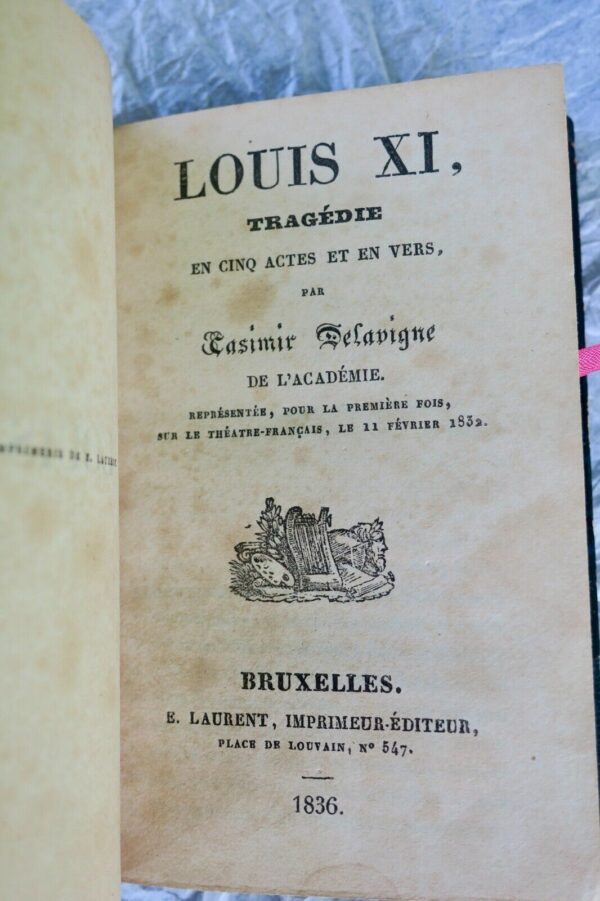 LOUIS XI,
TRAGÉDIE
EN CINQ ACTES ET EN VERS,
PAR
Casimir Delavigne
DE L'ACADÉMIE.
REPRÉSENTÉE, POUR LA PREMIÈRE FOIS,
SUR LE THÉATRE-FRANÇAIS, LE 11 FÉVRIER 1832.
BRUXELLES.
E. LAURENT, IMPRIMEUR-ÉDITEUR,
PLACE DE LOUVAIN, Nº 547.
1836.